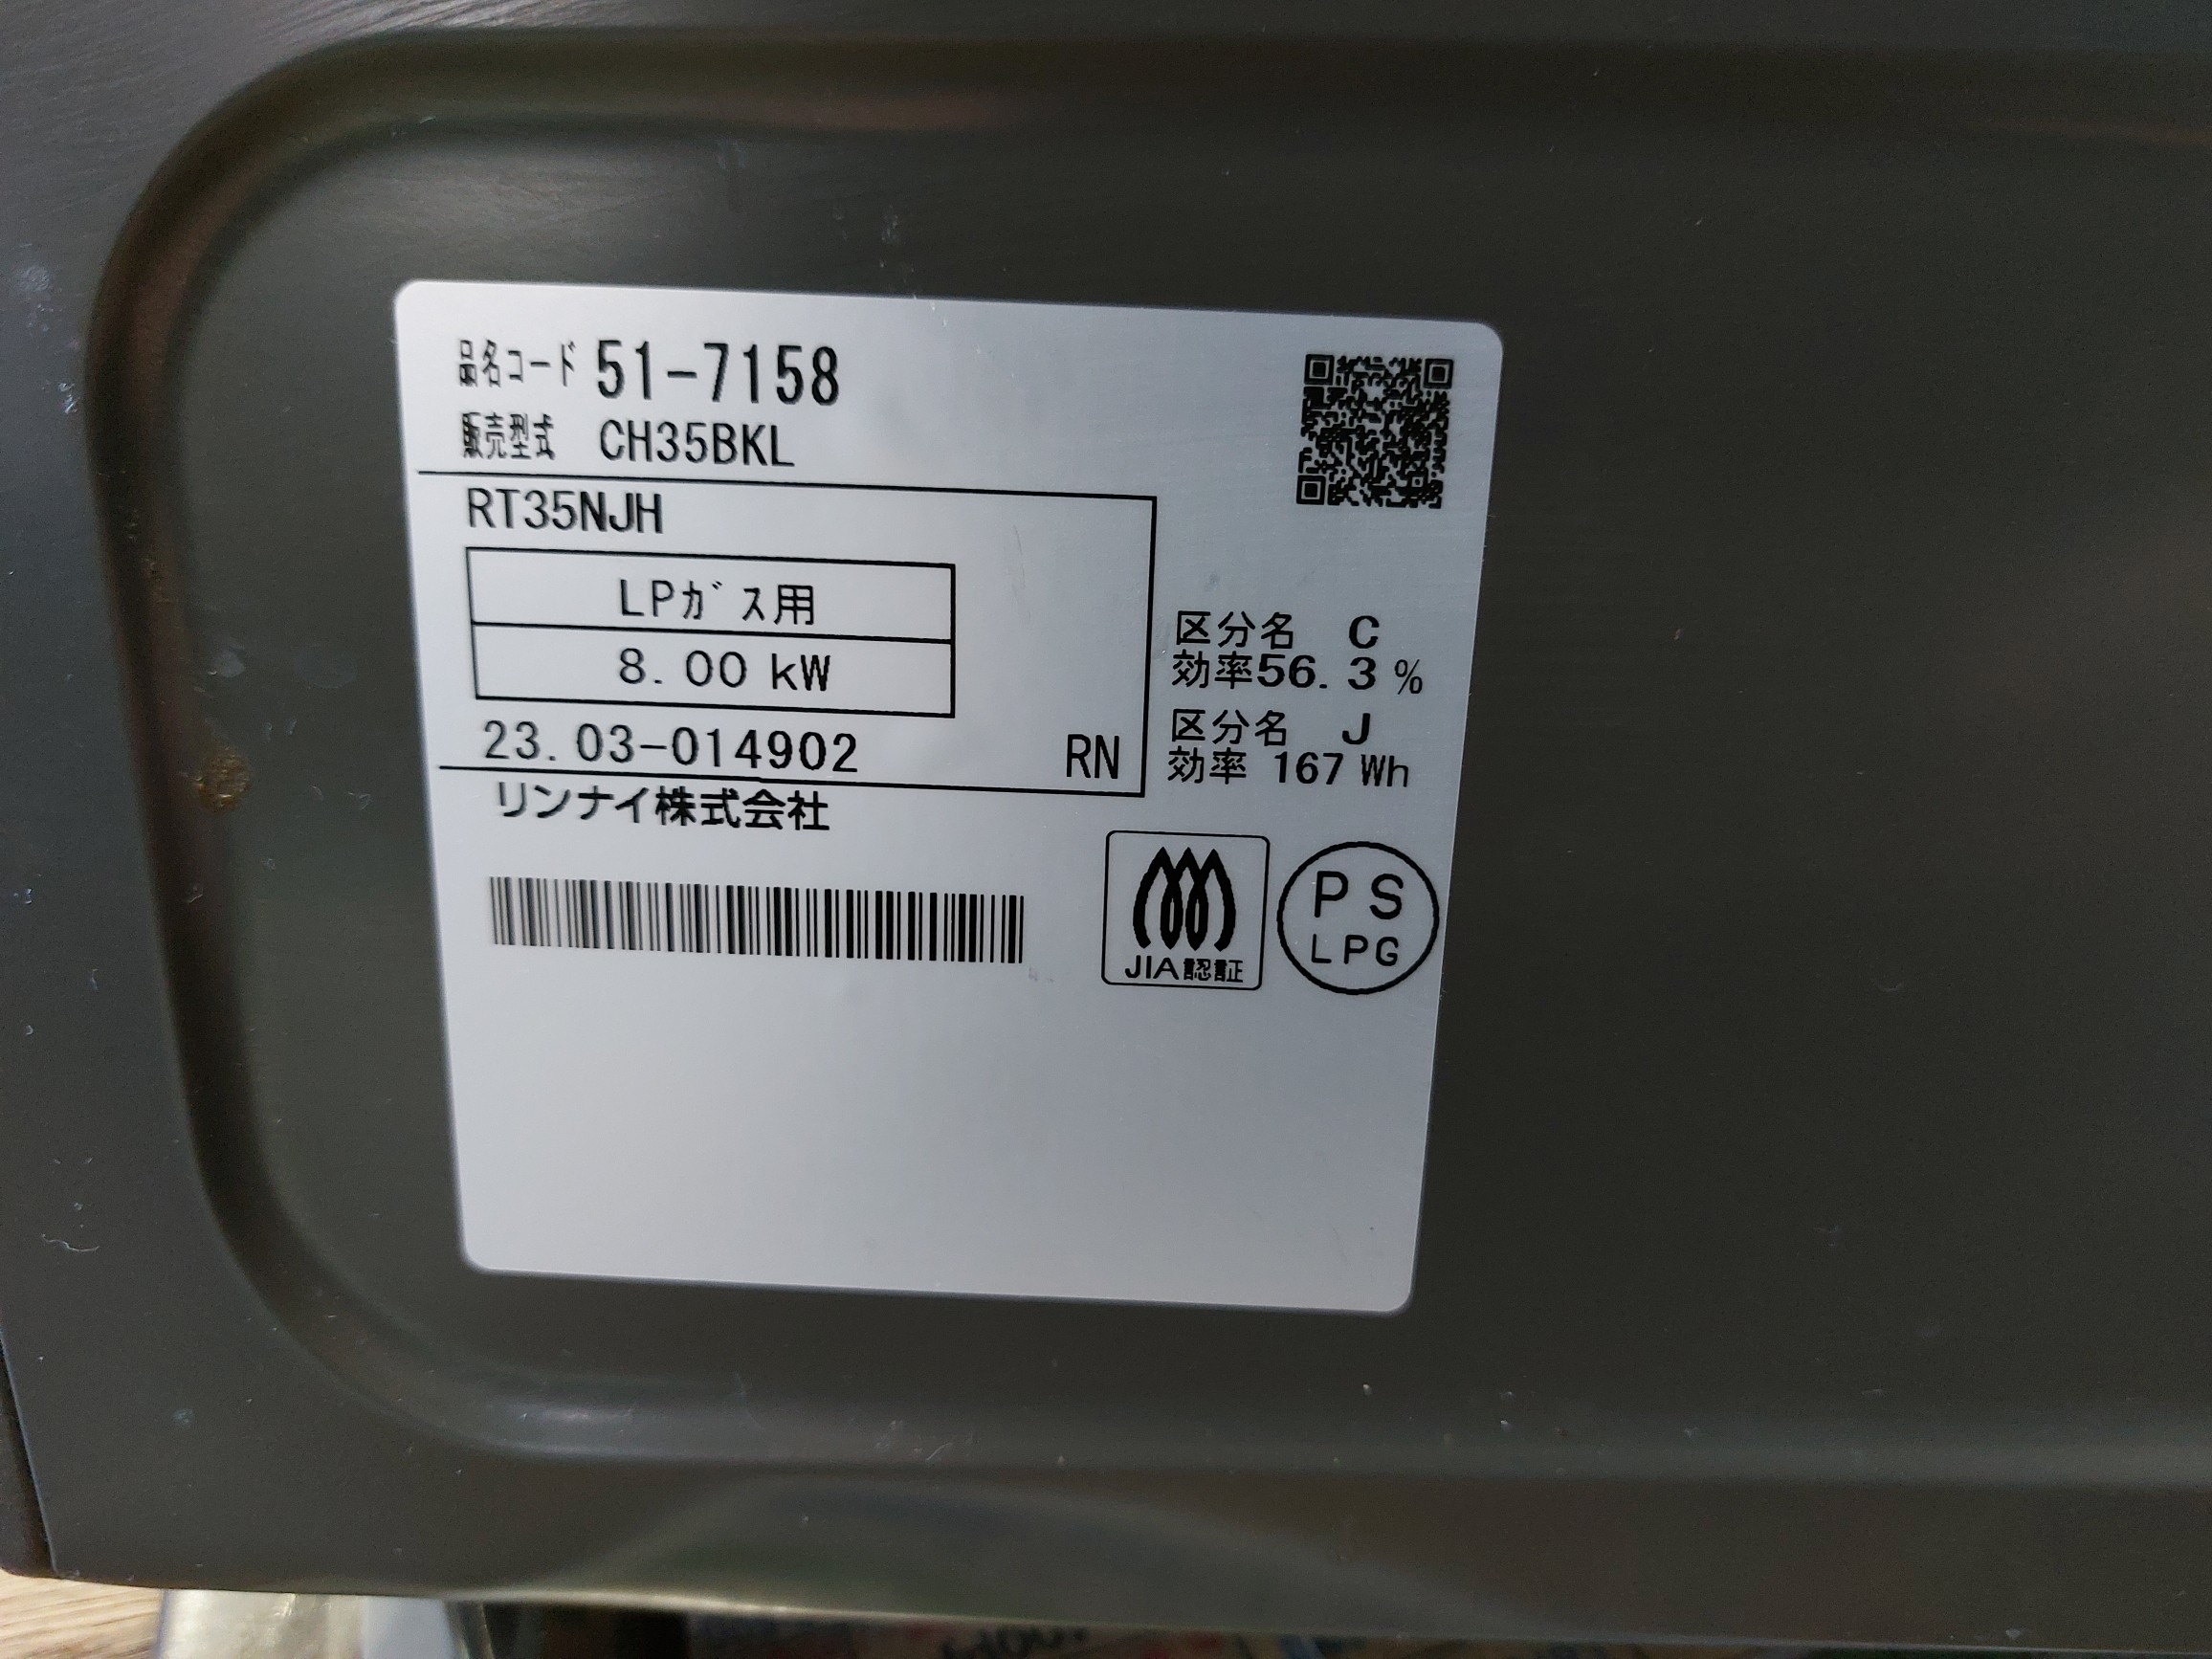 品名コード 51-7158
販売型式 CH35BKL
RT35NJH
LPガス用
8.00 kW
23.03-014902 RN
リンナイ株式会社
区分名 C
効率56.3 %
区分名 J
効率 167 Wh
JIA認証
PS
LPG